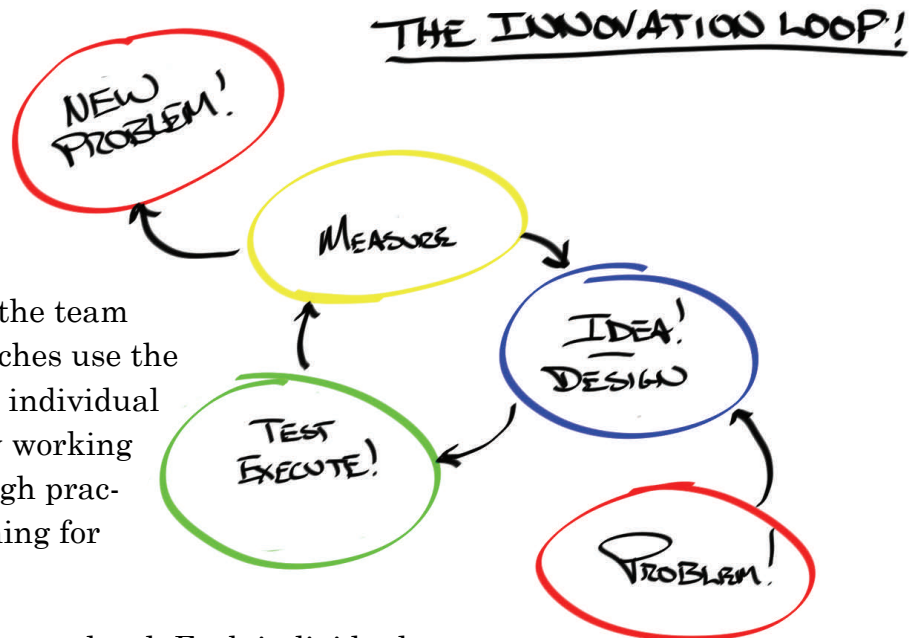 THE INNOVATION LOOP!
NEW
PROBLEM!
MEASURE
IDEA!
DESIGN
TEST
EXECUTE!
PROBLEM!
the team
ches use the
individual
working
gh prac-
ing for